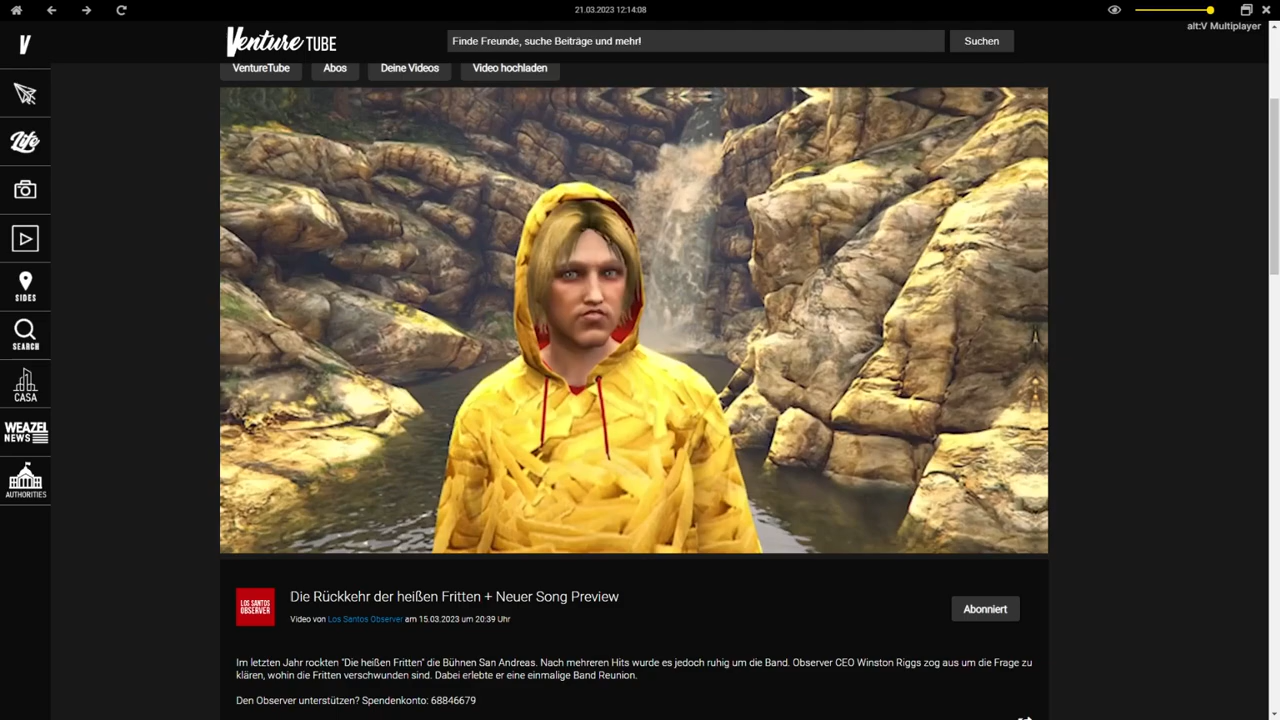 21.03.2023 12:14:08
alt:V Multiplayer
V
Venture TUBE
Finde Freunde, suche Beiträge und mehr!
Suchen
VentureTube
Abos
Deine Videos
Video hochladen
Life
SIDES
SEARCH
CASA
WEAZEL
NEWS
AUTHORITIES
LOS SANTOS
OBSERVER
Die Rückkehr der heißen Fritten + Neuer Song Preview
Video von Los Santos Observer am 15.03.2023 um 20:39 Uhr
Abonniert
Im letzten Jahr rockten "Die heißen Fritten" die Bühnen San Andreas. Nach mehreren Hits wurde es jedoch ruhig um die Band. Observer CEO Winston Riggs zog aus um die Frage zu
klären, wohin die Fritten verschwunden sind. Dabei erlebte er eine einmalige Band Reunion.
Den Observer unterstützen? Spendenkonto: 68846679